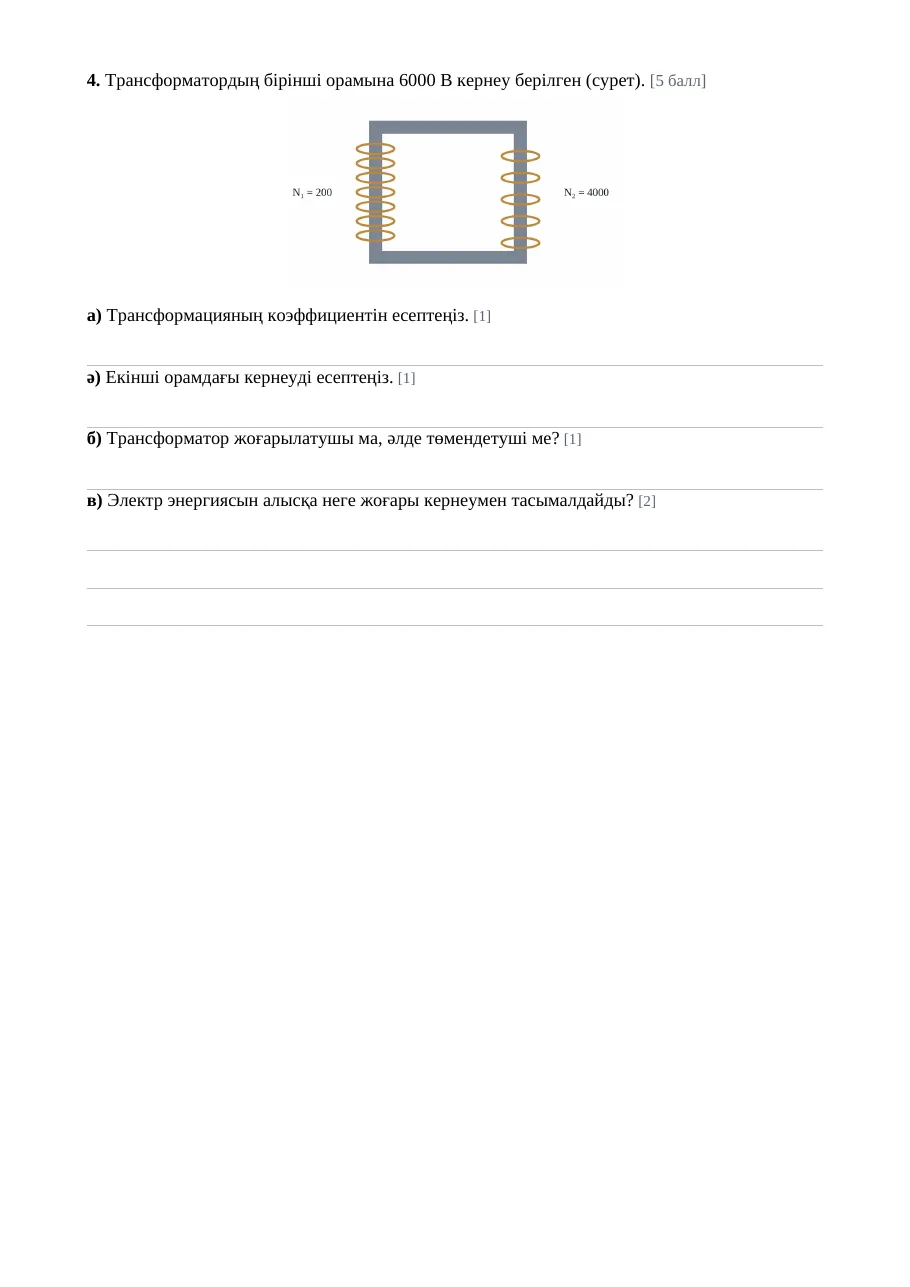 4. Трансформатордың бірінші орамына 6000 В кернеу берілген (сурет). [5 балл]
N₁ = 200
N₂ = 4000
а) Трансформацияның коэффициентін есептеңіз. [1]
ә) Екінші орамдағы кернеуді есептеңіз. [1]
б) Трансформатор жоғарылатушы ма, әлде төмендетуші ме? [1]
в) Электр энергиясын алысқа неге жоғары кернеумен тасымалдайды? [2]